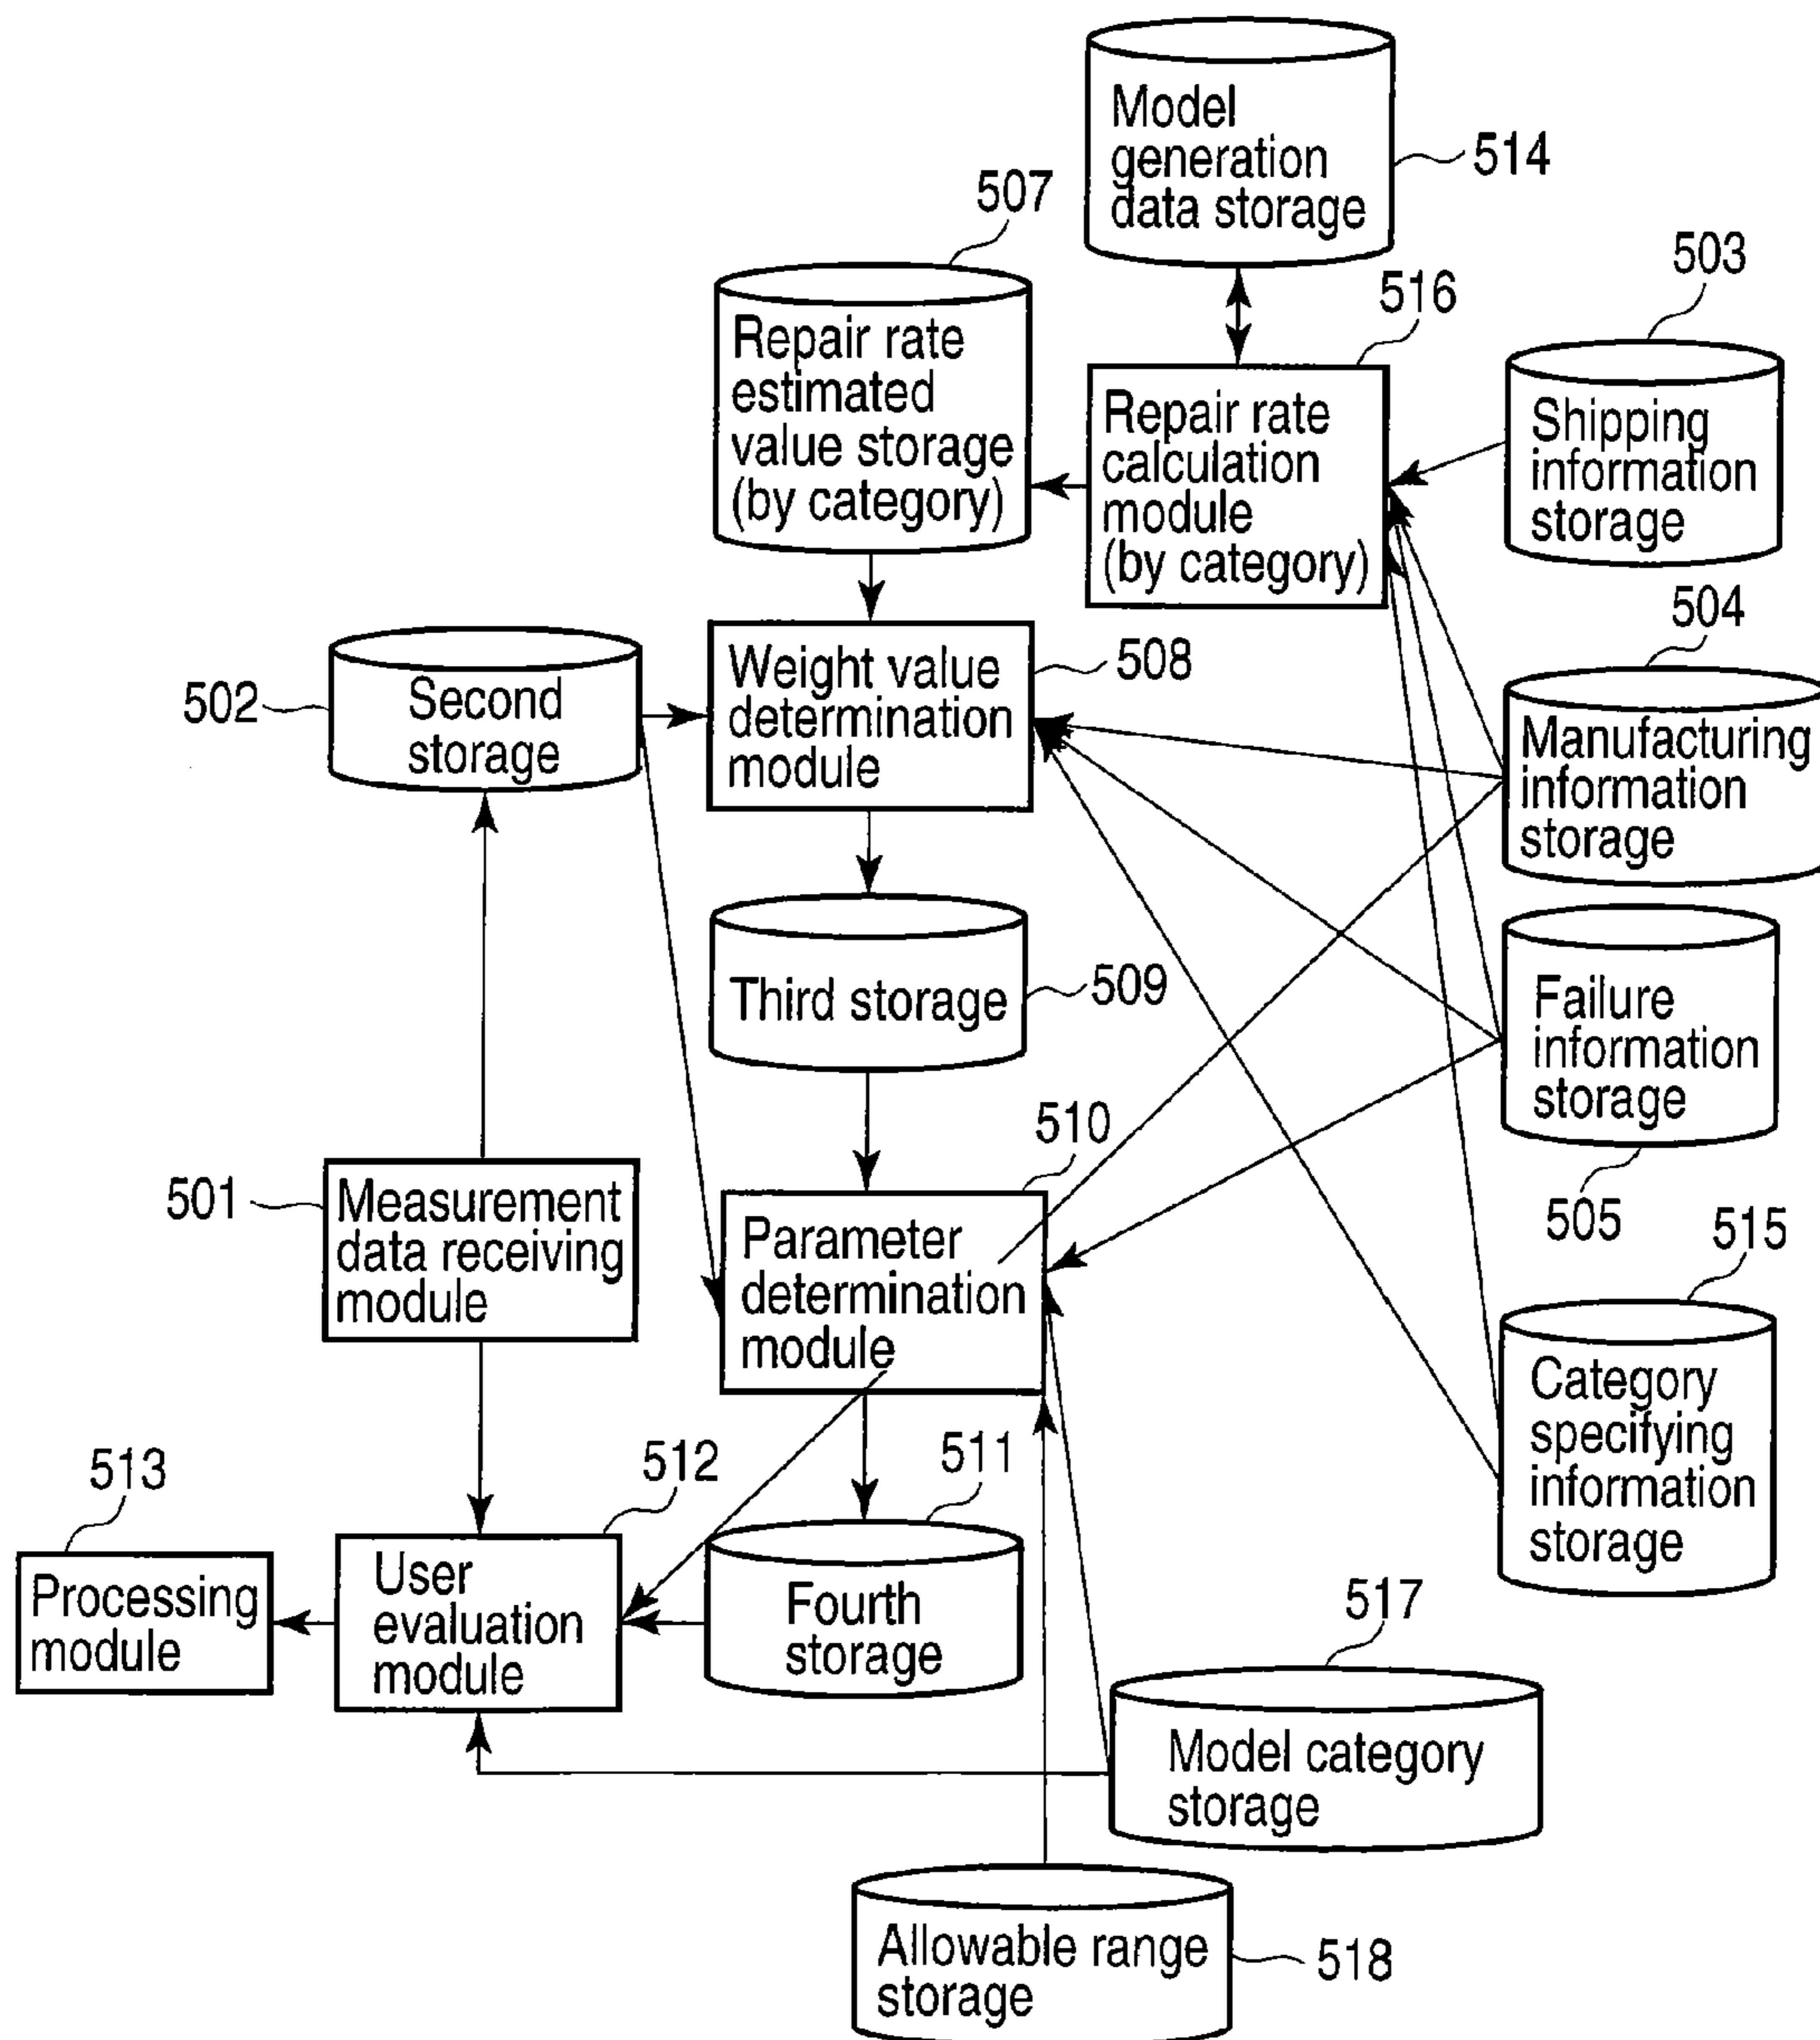 Model
generation
data storage
514
507
503
516
Repair rate
estimated
value storage
(by category)
Repair rate
calculation
module
(by category)
Shipping
information
storage
504
502
Second
storage
Weight value
determination
module
508
Manufacturing
information
storage
Third storage
509
Failure
information
storage
505
510
501
Measurement
data receiving
module
Parameter
determination
module
515
Category
specifying
information
storage
513
512
511
Processing
module
User
evaluation
module
Fourth
storage
517
Model category
storage
Allowable range
storage
518